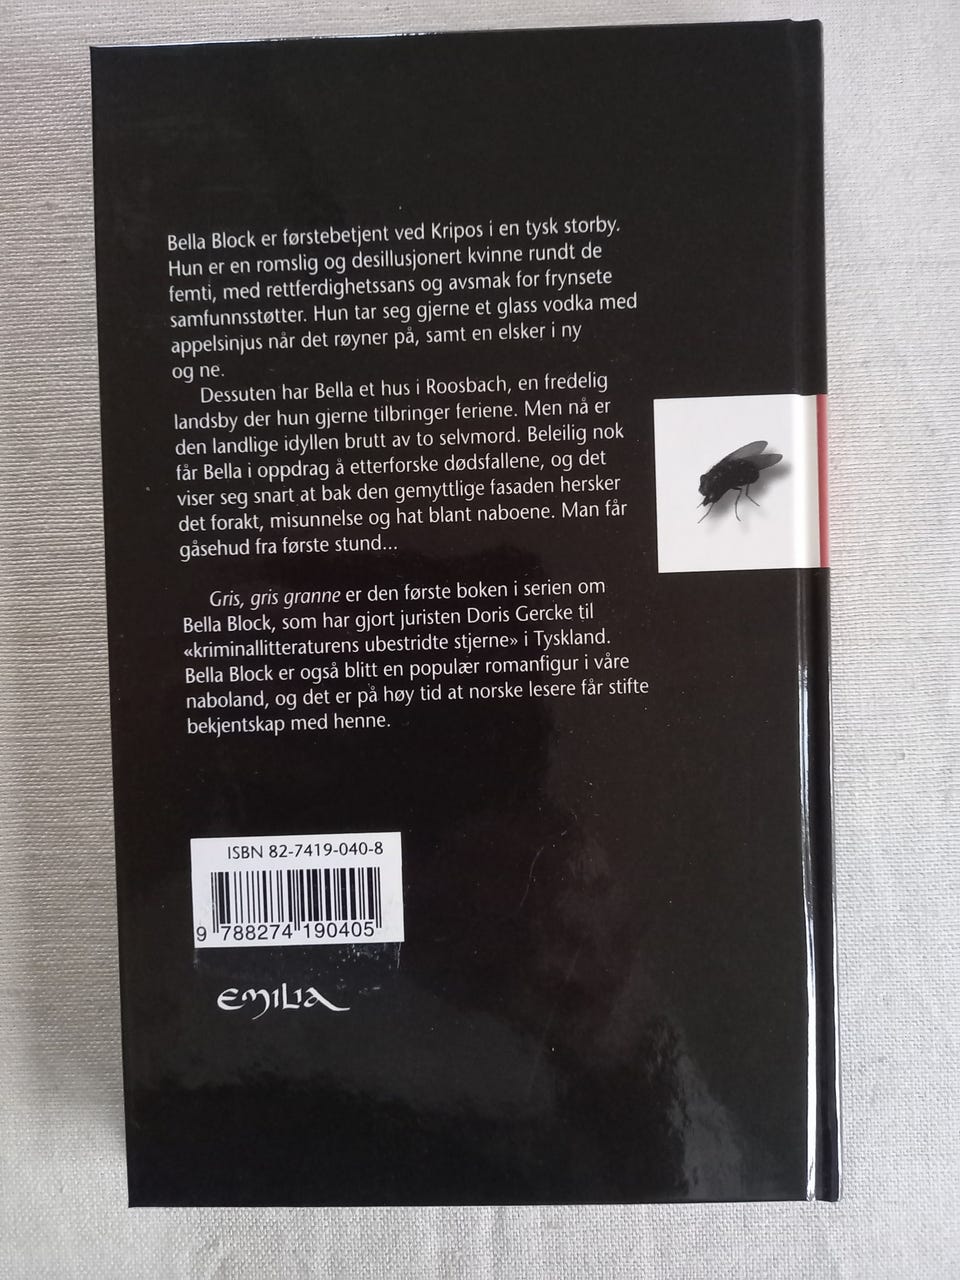 Bella Block er førstebetjent ved Kripos i en tysk storby.
Hun er en romslig og desillusjonert kvinne rundt de
femti, med rettferdighetssans og avsmak for frynsete
samfunnsstøtter. Hun tar seg gjerne et glass vodka med
appelsinjus når det røyner på, samt en elsker i ny
og ne.
Dessuten har Bella et hus i Roosbach, en fredelig
landsby der hun gjerne tilbringer feriene. Men nå er
den landlige idyllen brutt av to selvmord. Beleilig nok
får Bella i oppdrag å etterforske dødsfallene, og det
viser seg snart at bak den gemyttlige fasaden hersker
det forakt, misunnelse og hat blant naboene. Man får
gåsehud fra første stund...
Gris, gris granne er den første boken i serien om
Bella Block, som har gjort juristen Doris Gercke til
«kriminallitteraturens ubestridte stjerne» i Tyskland.
Bella Block er også blitt en populær romanfigur i våre
naboland, og det er på høy tid at norske lesere får stifte
bekjentskap med henne.
ISBN 82-7419-040-8
9 788274 190405
EMILIA